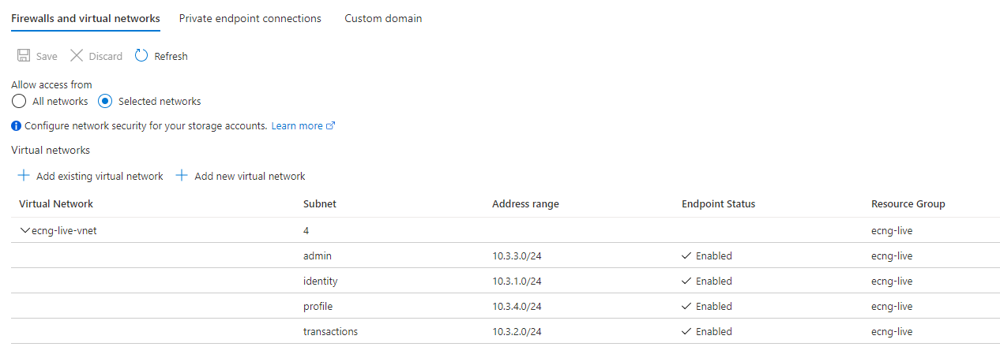 Firewalls and virtual networks Private endpoint connections Custom domain
Save Discard Refresh
Allow access from
All networks Selected networks
Configure network security for your storage accounts. Learn more
Virtual networks
Add existing virtual network Add new virtual network
Virtual Network Subnet Address range Endpoint Status Resource Group
ecng-live-vnet 4 ecng-live
admin 10.3.3.0/24 Enabled ecng-live
identity 10.3.1.0/24 Enabled ecng-live
profile 10.3.4.0/24 Enabled ecng-live
transactions 10.3.2.0/24 Enabled ecng-live